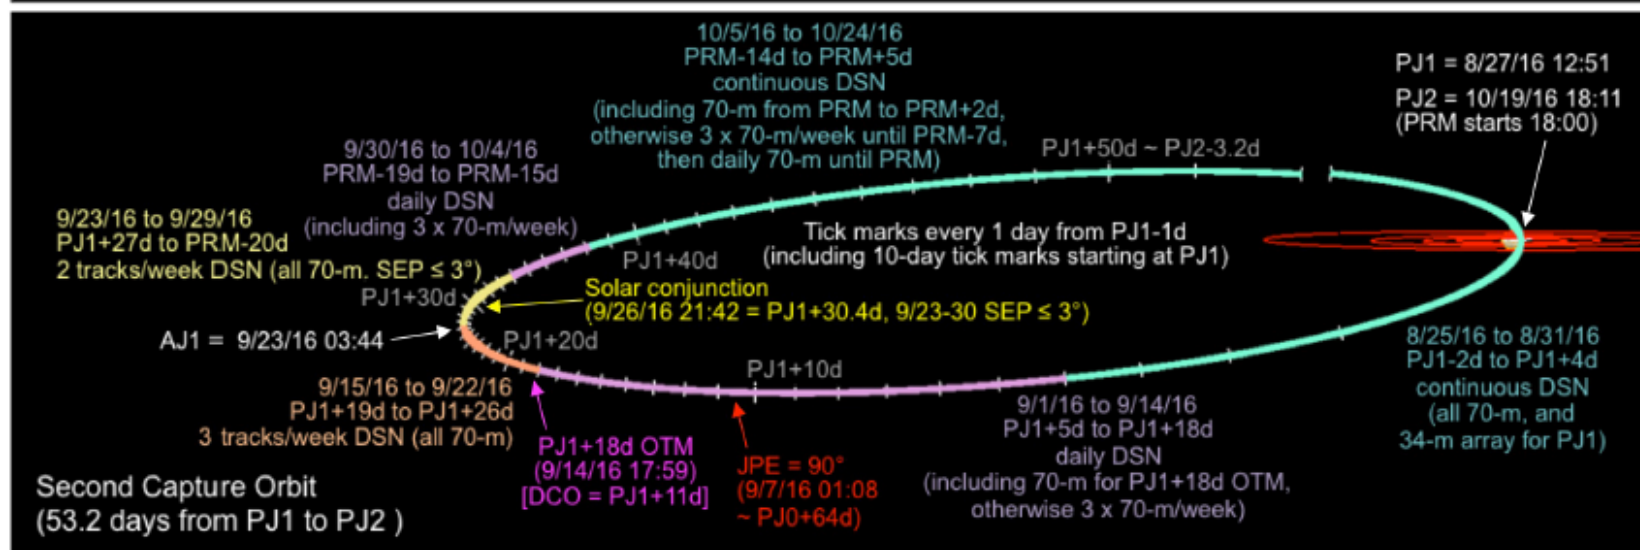 10/5/16 to 10/24/16
PRM-14d to PRM+5d
continuous DSN
(including 70-m from PRM to PRM+2d,
otherwise 3 x 70-m/week until PRM-7d,
then daily 70-m until PRM)
PJ1 = 8/27/16 12:51
PJ2 = 10/19/16 18:11
(PRM starts 18:00)
PJ1+50d ~ PJ2-3.2d
9/30/16 to 10/4/16
PRM-19d to PRM-15d
daily DSN
(including 3 x 70-m/week)
9/23/16 to 9/29/16
PJ1+27d to PRM-20d
2 tracks/week DSN (all 70-m. SEP ≤ 3°)
Tick marks every 1 day from PJ1-1d
(including 10-day tick marks starting at PJ1)
PJ1+40d
PJ1+30d
Solar conjunction
(9/26/16 21:42 = PJ1+30.4d, 9/23-30 SEP ≤ 3°)
AJ1 = 9/23/16 03:44
PJ1+20d
PJ1+10d
8/25/16 to 8/31/16
PJ1-2d to PJ1+4d
continuous DSN
(all 70-m, and
34-m array for PJ1)
9/15/16 to 9/22/16
PJ1+19d to PJ1+26d
3 tracks/week DSN (all 70-m)
PJ1+18d OTM
(9/14/16 17:59)
[DCO = PJ1+11d]
JPE = 90°
(9/7/16 01:08
~ PJ0+64d)
9/1/16 to 9/14/16
PJ1+5d to PJ1+18d
daily DSN
(including 70-m for PJ1+18d OTM,
otherwise 3 x 70-m/week)
Second Capture Orbit
(53.2 days from PJ1 to PJ2 )